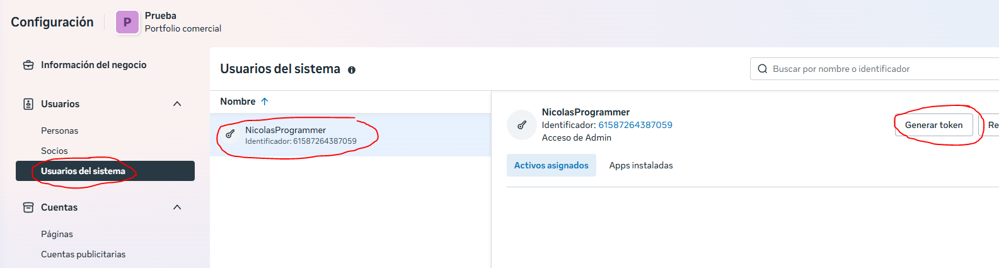 Configuración
P
Prueba
Portfolio comercial
Información del negocio
Usuarios
Personas
Socios
Usuarios del sistema
Cuentas
Páginas
Cuentas publicitarias
Usuarios del sistema
Buscar por nombre o identificador
Nombre
NicolasProgrammer
Identificador: 61587264387059
NicolasProgrammer
Identificador: 61587264387059
Acceso de Admin
Generar token
Re
Activos asignados
Apps instaladas